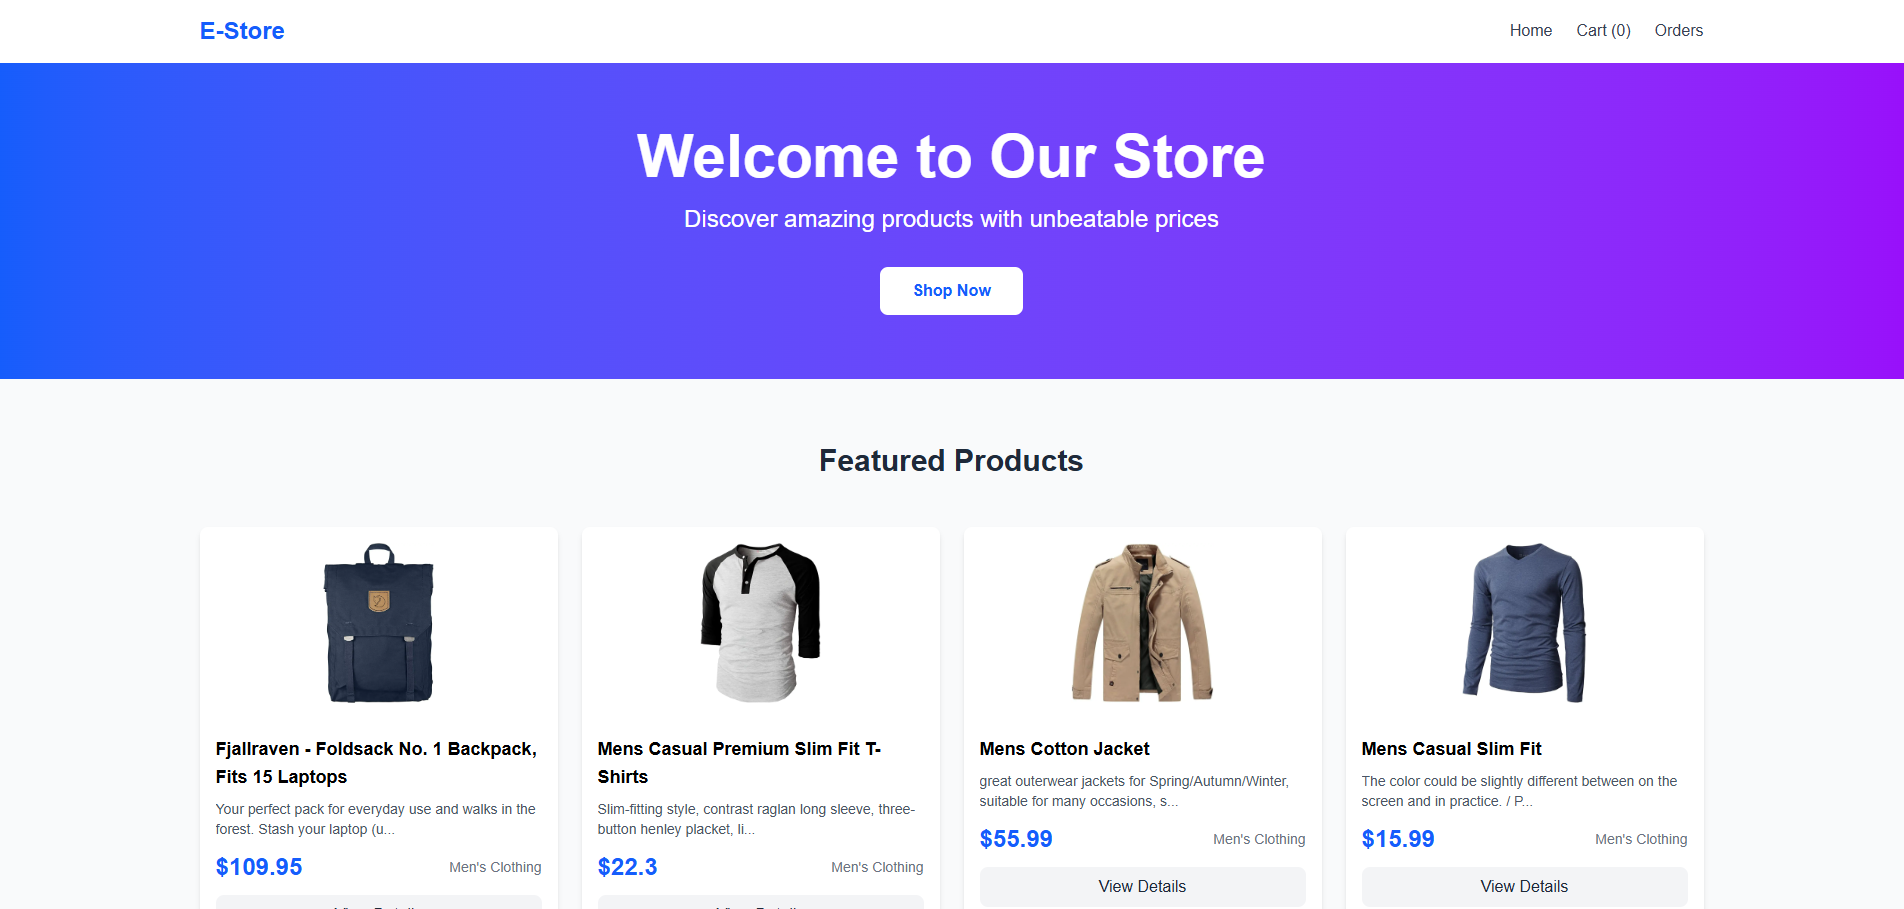 E-Store
Home
Cart (0)
Orders
Welcome to Our Store
Discover amazing products with unbeatable prices
Shop Now
Featured Products
Fjallraven - Foldsack No. 1 Backpack,
Fits 15 Laptops
Your perfect pack for everyday use and walks in the
forest. Stash your laptop (u...
$109.95
Men's Clothing
Mens Casual Premium Slim Fit T-
Shirts
Slim-fitting style, contrast raglan long sleeve, three-
button henley placket, li...
$22.3
Men's Clothing
Mens Cotton Jacket
great outerwear jackets for Spring/Autumn/Winter,
suitable for many occasions, s...
$55.99
Men's Clothing
View Details
Mens Casual Slim Fit
The color could be slightly different between on the
screen and in practice. / P...
$15.99
Men's Clothing
View Details